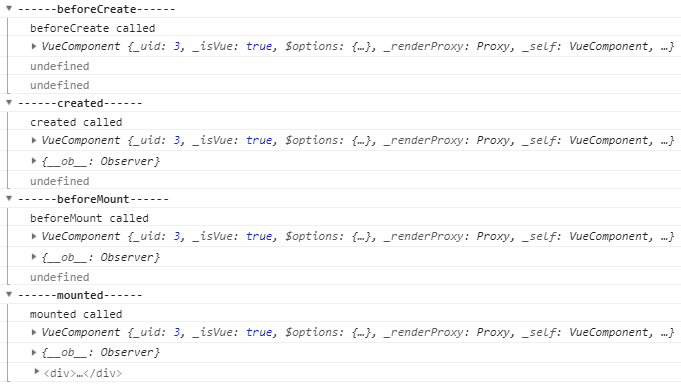 ------beforeCreate------
beforeCreate called
VueComponent {_uid: 3, _isVue: true, $options: {…}, _renderProxy: Proxy, _self: VueComponent, …}
undefined
undefined
------created------
created called
VueComponent {_uid: 3, _isVue: true, $options: {…}, _renderProxy: Proxy, _self: VueComponent, …}
{__ob__: Observer}
undefined
------beforeMount------
beforeMount called
VueComponent {_uid: 3, _isVue: true, $options: {…}, _renderProxy: Proxy, _self: VueComponent, …}
{__ob__: Observer}
undefined
------mounted------
mounted called
VueComponent {_uid: 3, _isVue: true, $options: {…}, _renderProxy: Proxy, _self: VueComponent, …}
{__ob__: Observer}
<div>…</div>